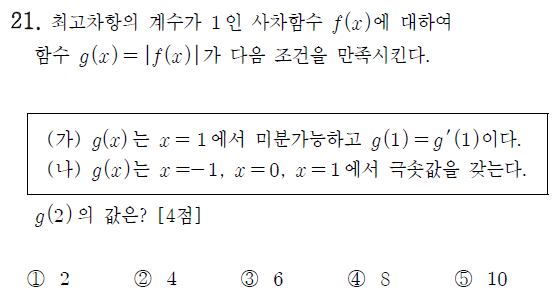 21. 최고차항의 계수가 1인 사차함수 f(x)에 대하여
함수 g(x)=|f(x)|가 다음 조건을 만족시킨다.
(가) g(x)는 x=1에서 미분가능하고 g(1)=g′(1)이다.
(나) g(x)는 x=-1, x=0, x=1에서 극솟값을 갖는다.
g(2)의 값은? [4점]
① 2 ② 4 ③ 6 ④ 8 ⑤ 10